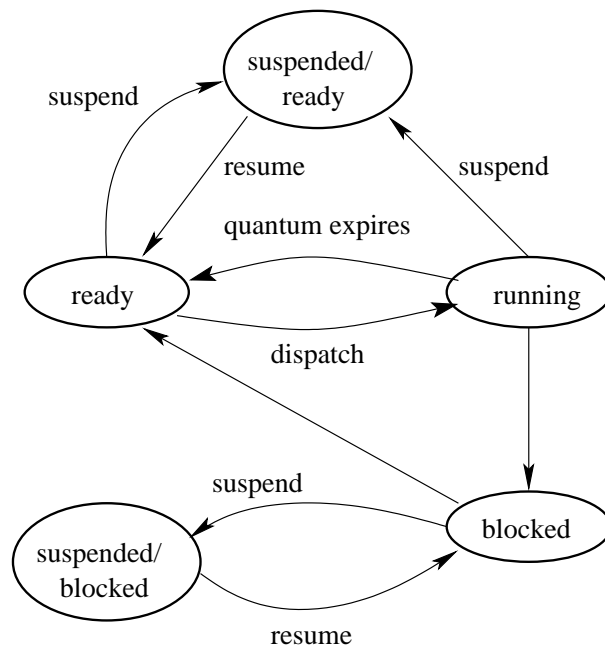 suspended/
ready
suspend
resume
suspend
quantum expires
ready
running
dispatch
suspend
blocked
suspended/
blocked
resume